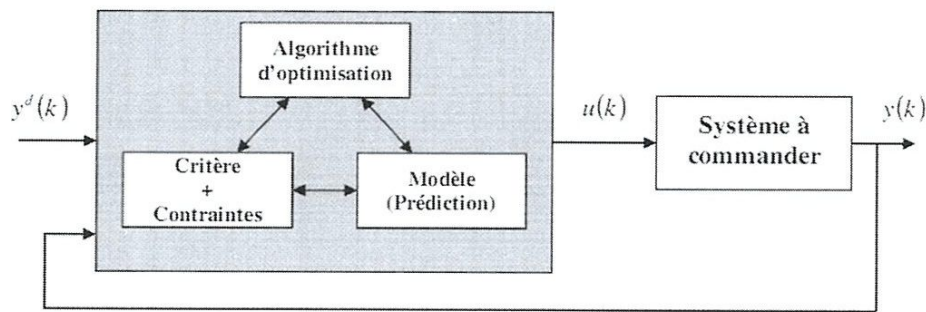 Algorithme
d'optimisation
y^d(k)
u(k)
y(k)
Système à
commander
Critère
+
Contraintes
Modèle
(Prédiction)